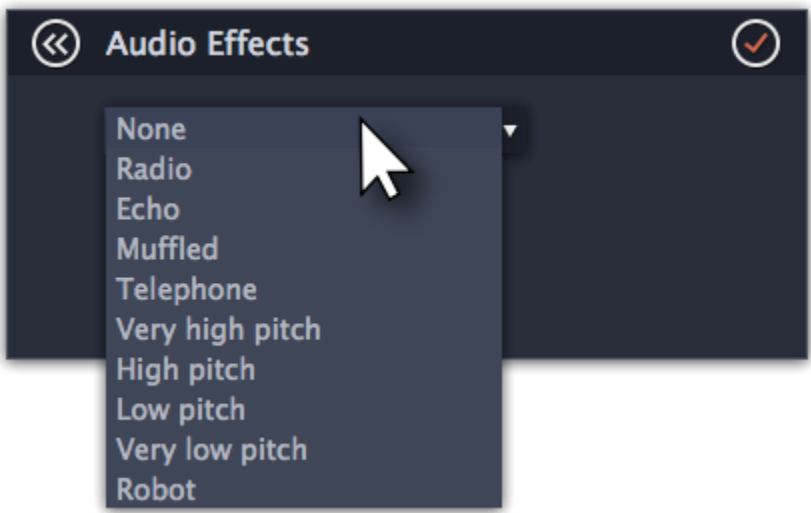 Audio Effects
None
Radio
Echo
Muffled
Telephone
Very high pitch
High pitch
Low pitch
Very low pitch
Robot